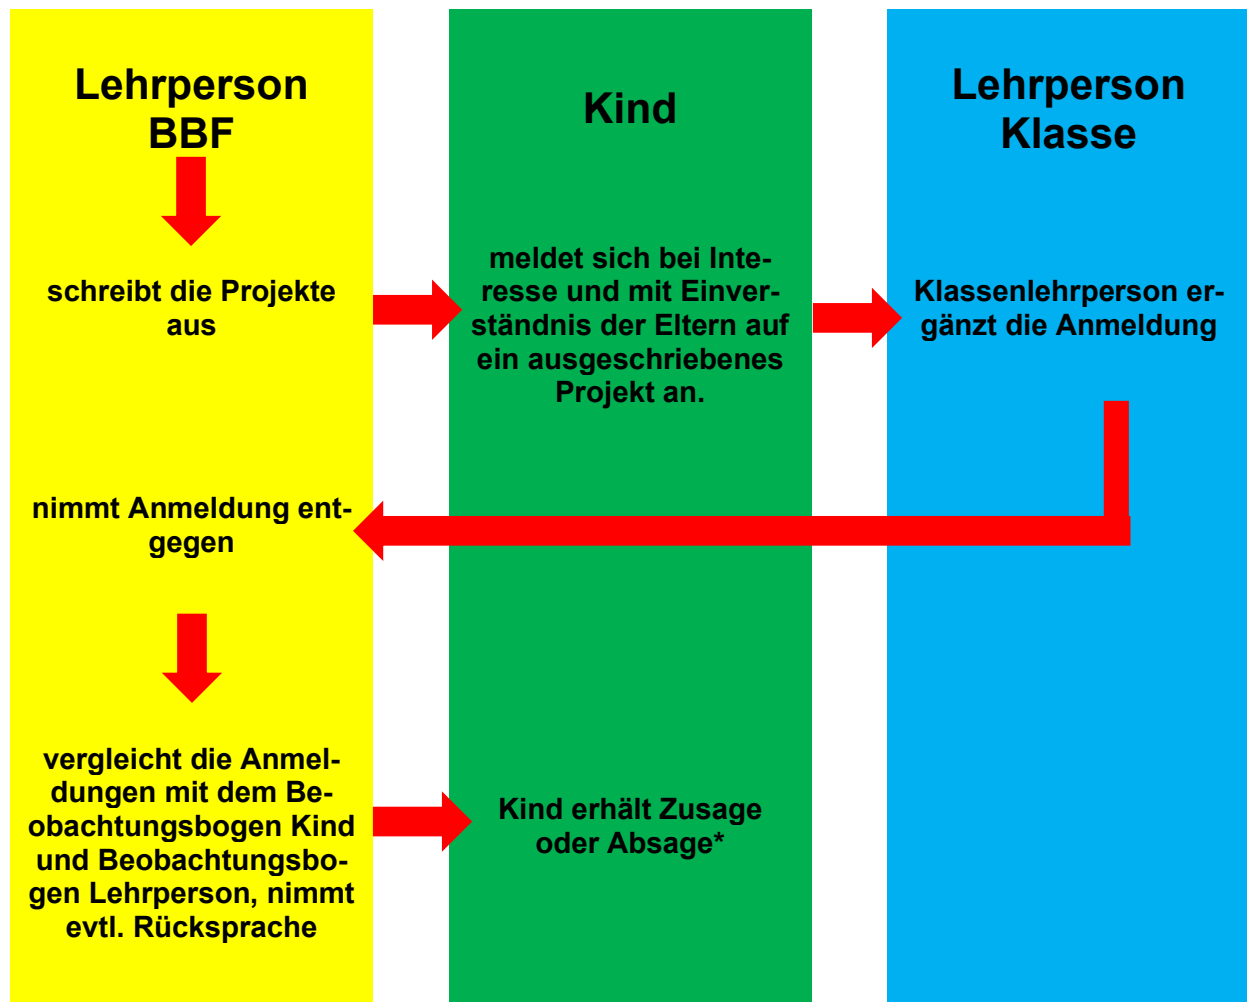 Lehrperson
BBF
Kind
Lehrperson
Klasse
schreibt die Projekte
aus
meldet sich bei Inte-
resse und mit Einver-
ständnis der Eltern auf
ein ausgeschriebenes
Projekt an.
Klassenlehrperson er-
gänzt die Anmeldung
nimmt Anmeldung ent-
gegen
vergleicht die Anmel-
dungen mit dem Be-
obachtungsbogen Kind
und Beobachtungsbo-
gen Lehrperson, nimmt
evtl. Rücksprache
Kind erhält Zusage
oder Absage*